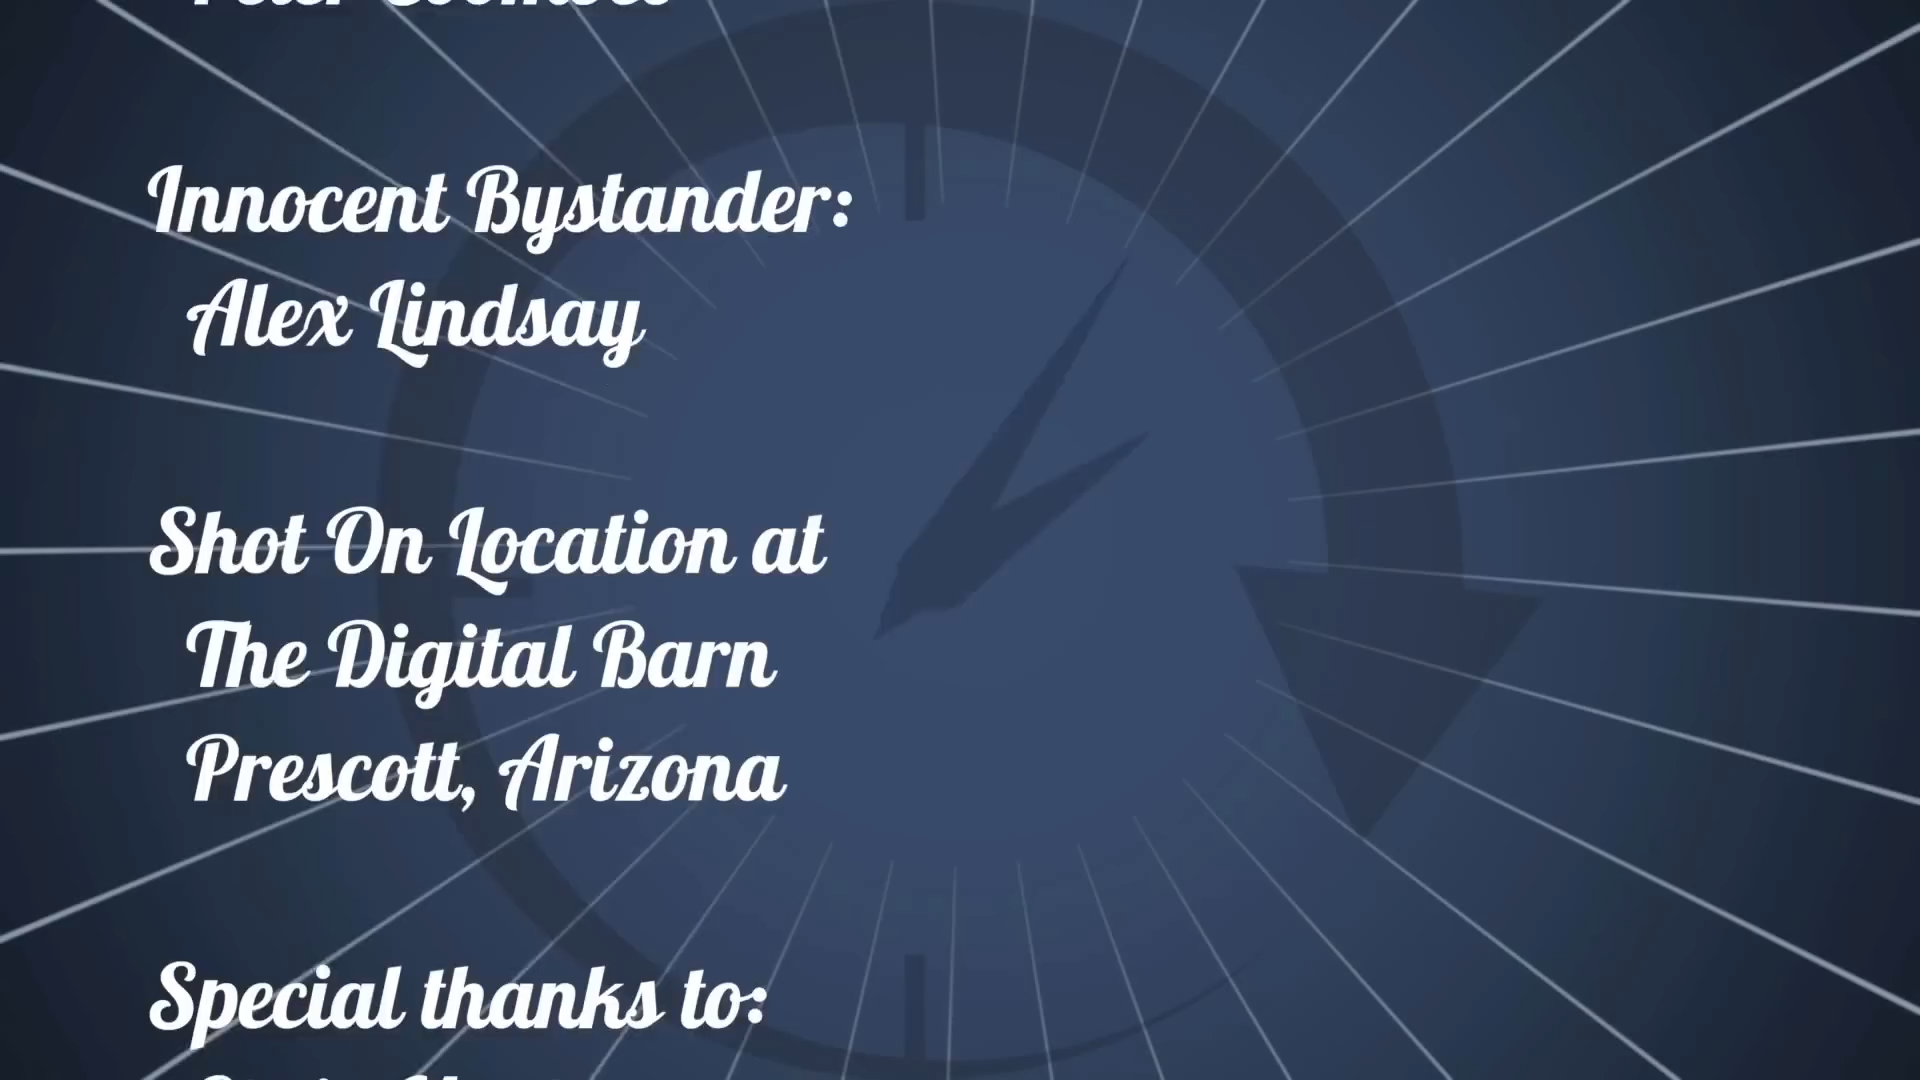 Innocent Bystander:
Alex Lindsay
Shot On Location at
The Digital Barn
Prescott, Arizona
Special thanks to: